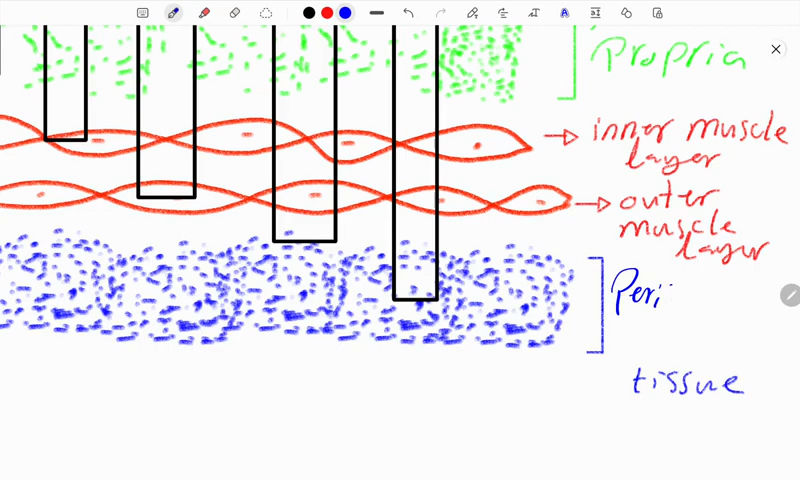 Propria
inner muscle
layer
outer
muscle
layer
Peri
tissue